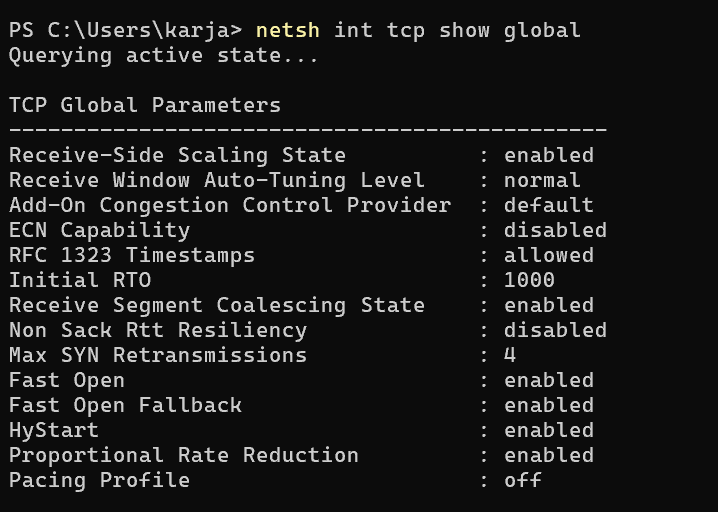 PS C:\Users\karja> netsh int tcp show global
Querying active state...

TCP Global Parameters
----------------------------------------------
Receive-Side Scaling State          : enabled
Receive Window Auto-Tuning Level    : normal
Add-On Congestion Control Provider  : default
ECN Capability                      : disabled
RFC 1323 Timestamps                 : allowed
Initial RTO                         : 1000
Receive Segment Coalescing State    : enabled
Non Sack Rtt Resiliency             : disabled
Max SYN Retransmissions             : 4
Fast Open                           : enabled
Fast Open Fallback                  : enabled
HyStart                             : enabled
Proportional Rate Reduction         : enabled
Pacing Profile                      : off